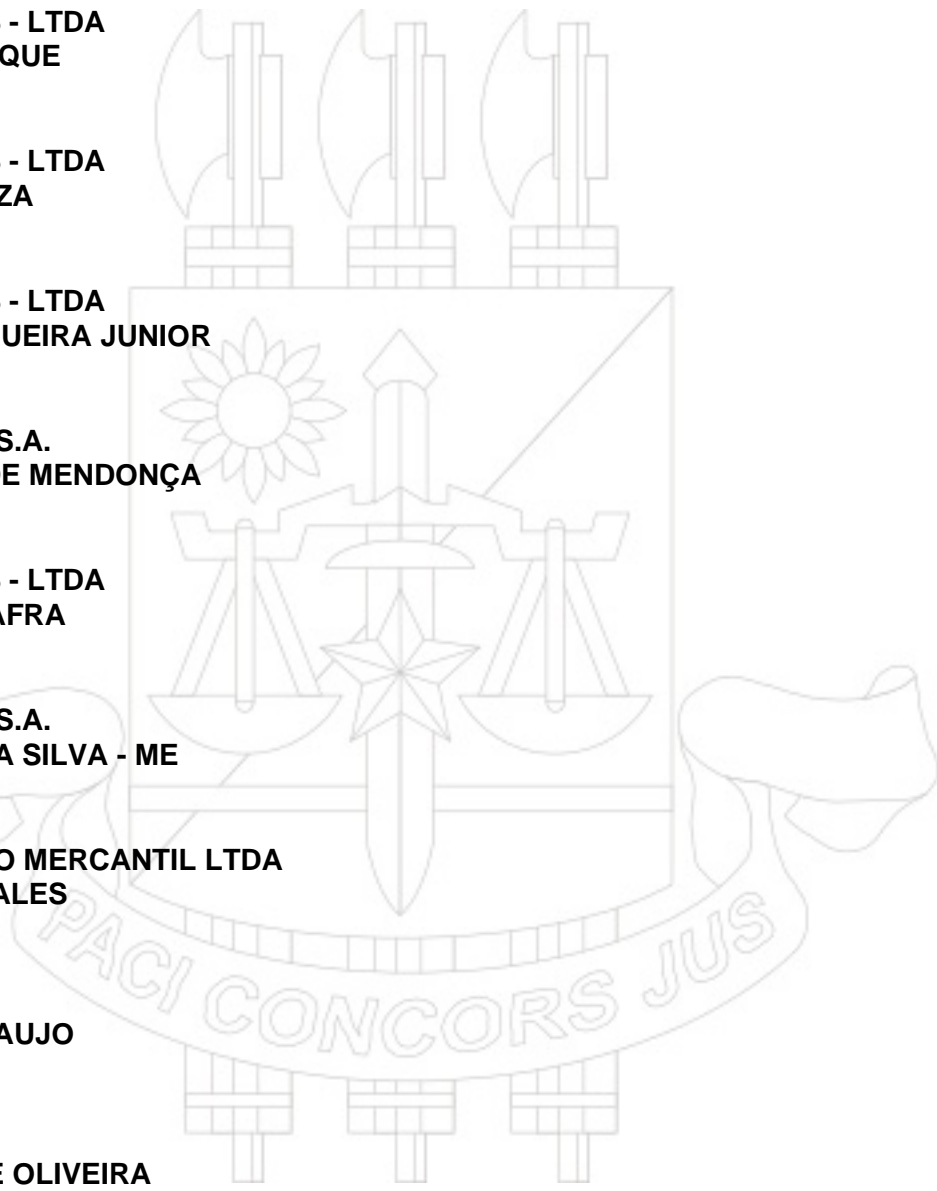 - LTDA
QUE
- LTDA
ZA
- LTDA
UEIRA JUNIOR
S.A.
DE MENDONÇA
- LTDA
AFRA
S.A.
A SILVA - ME
O MERCANTIL LTDA
ALES
AUJO
E OLIVEIRA
PACI CONCORS JUS